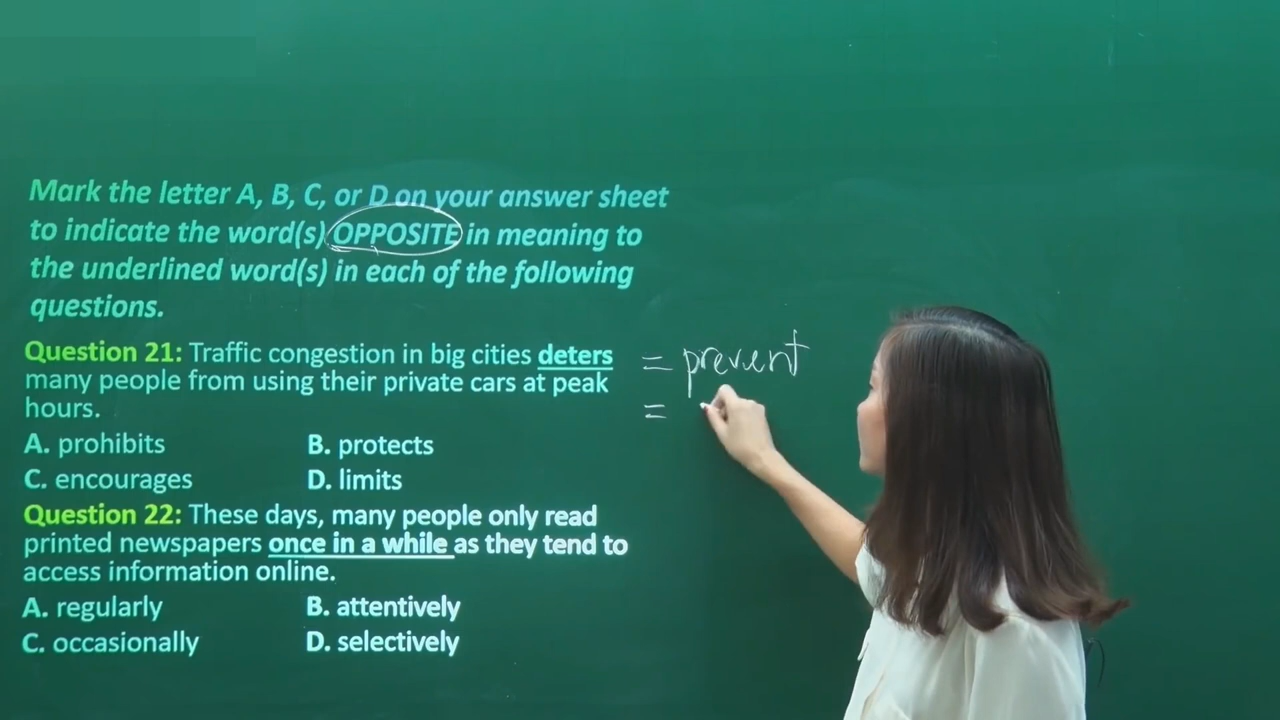 Mark the letter A, B, C, or D on your answer sheet
to indicate the word(s) OPPOSITE in meaning to
the underlined word(s) in each of the following
questions.
Question 21: Traffic congestion in big cities deters
many people from using their private cars at peak
hours.
= prevent
=
A. prohibits B. protects
C. encourages D. limits
Question 22: These days, many people only read
printed newspapers once in a while as they tend to
access information online.
A. regularly B. attentively
C. occasionally D. selectively